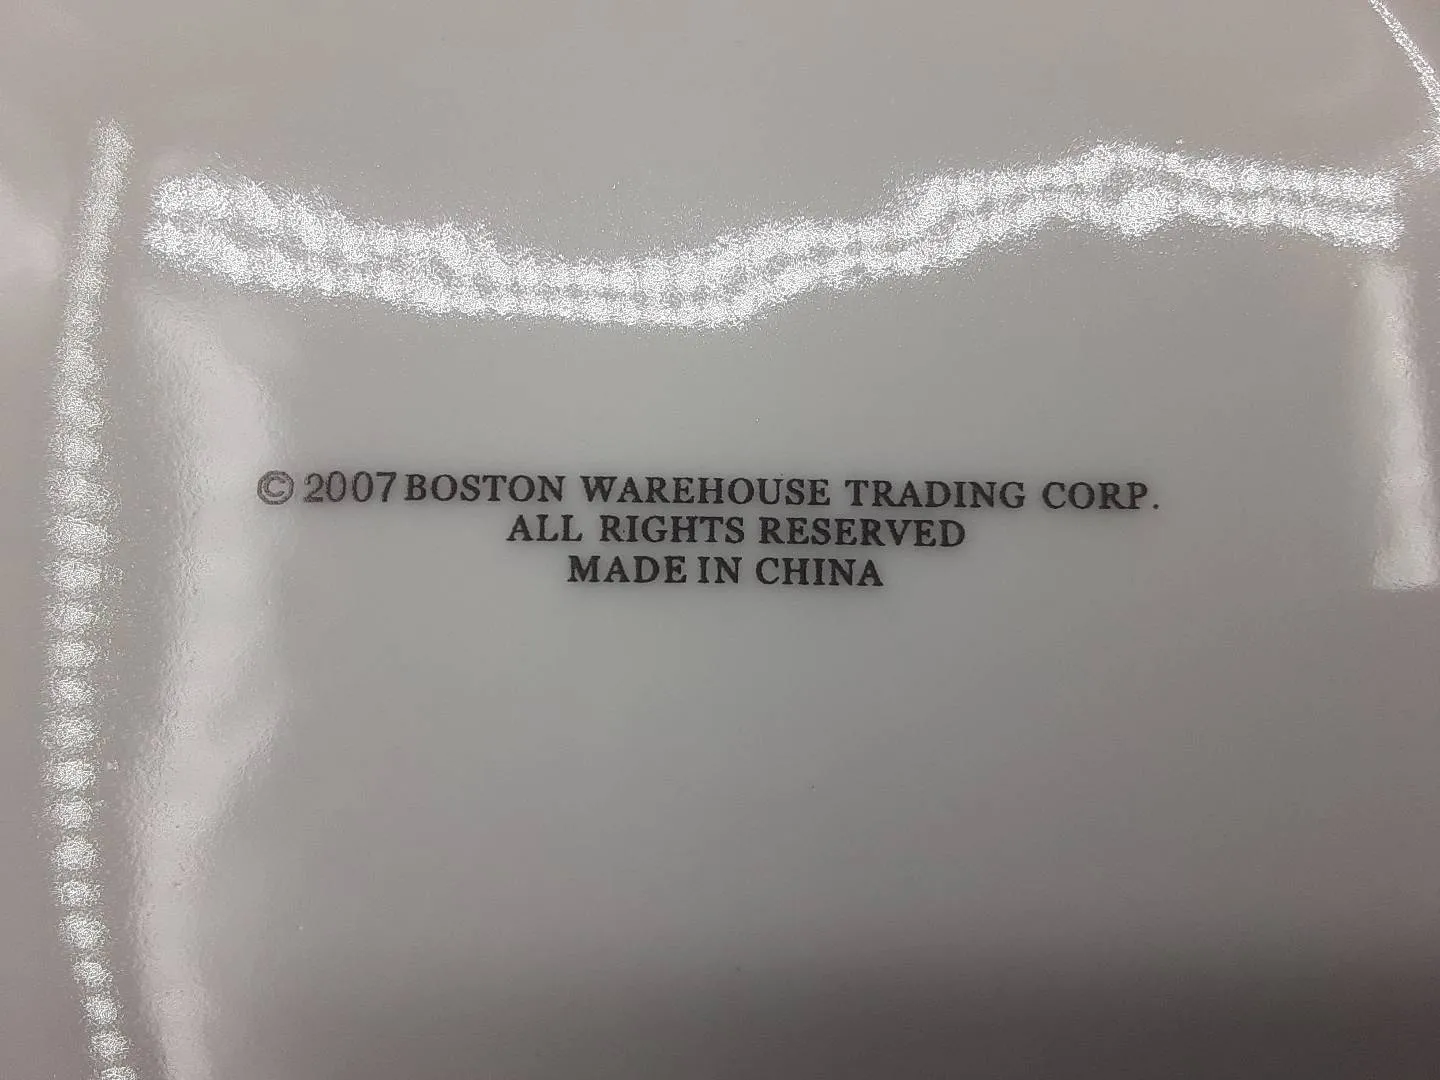 © 2007 BOSTON WAREHOUSE TRADING CORP.
ALL RIGHTS RESERVED
MADE IN CHINA